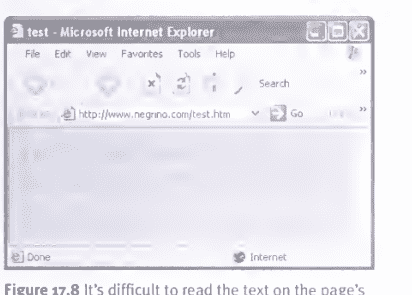 test - Microsoft Internet Explorer
File Edit View Favorites Tools Help
Search »
http://www.negrino.com/test.htm Go »
Done Internet
Figure 17.8 It's difficult to read the text on the page's